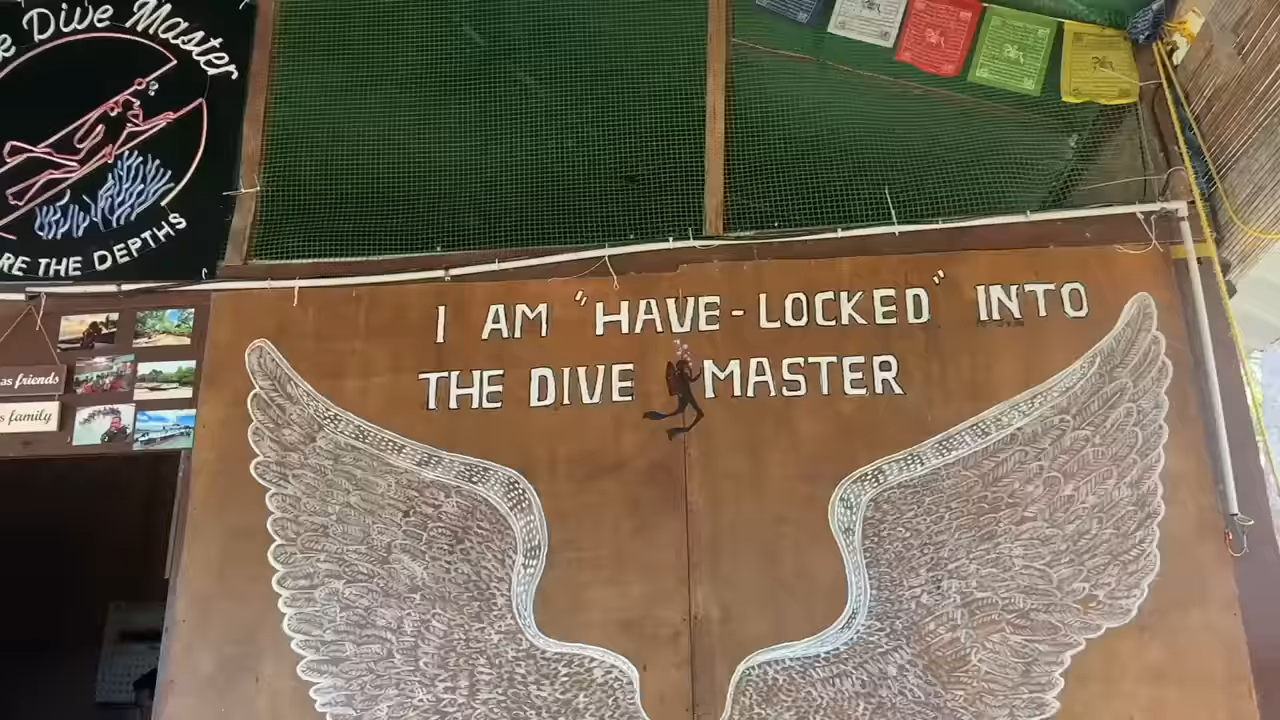 e Dive Master
RE THE DEPTHS
as friends
s family
I AM "HAVE-LOCKED" INTO
THE DIVE MASTER